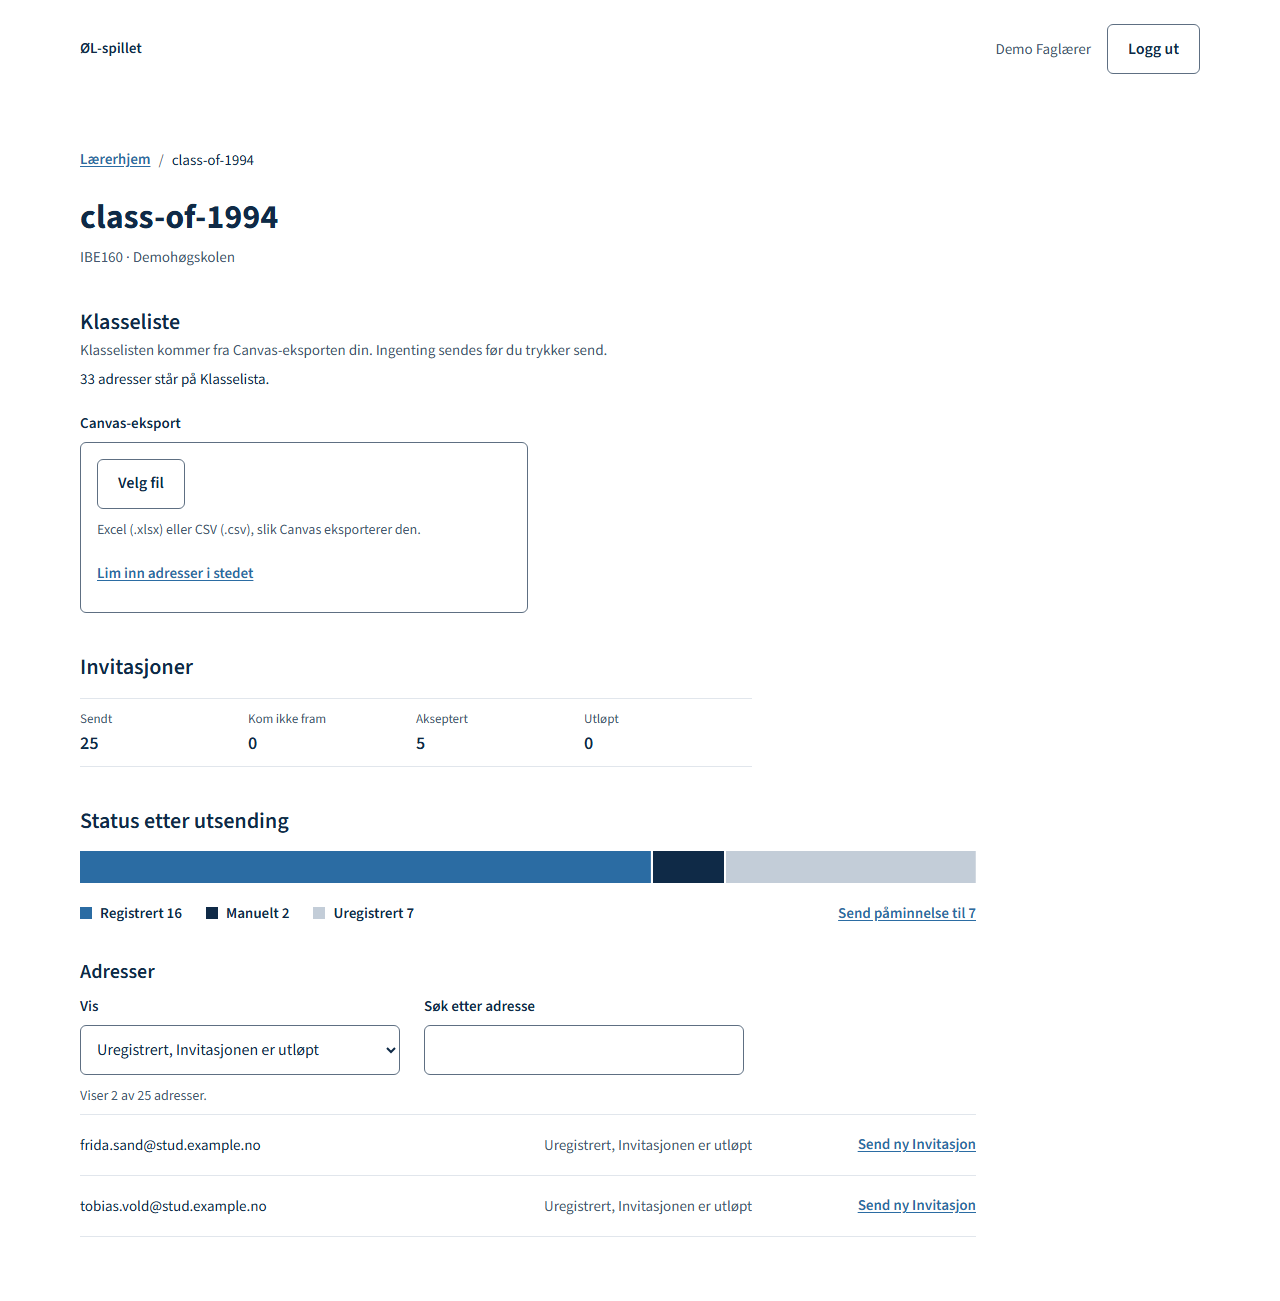 ØL-spillet
Demo Faglærer
Logg ut
Lærerhjem / class-of-1994
class-of-1994
IBE160 · Demohøgskolen
Klasseliste
Klasselisten kommer fra Canvas-eksporten din. Ingenting sendes før du trykker send.
33 adresser står på Klasselista.
Canvas-eksport
Velg fil
Excel (.xlsx) eller CSV (.csv), slik Canvas eksporterer den.
Lim inn adresser i stedet
Invitasjoner
Sendt Kom ikke fram Akseptert Utløpt
25 0 5 0
Status etter utsending
Registrert 16 Manuelt 2 Uregistrert 7 Send påminnelse til 7
Adresser
Vis Søk etter adresse
Uregistrert, Invitasjonen er utløpt
Viser 2 av 25 adresser.
frida.sand@stud.example.no Uregistrert, Invitasjonen er utløpt Send ny Invitasjon
tobias.vold@stud.example.no Uregistrert, Invitasjonen er utløpt Send ny Invitasjon